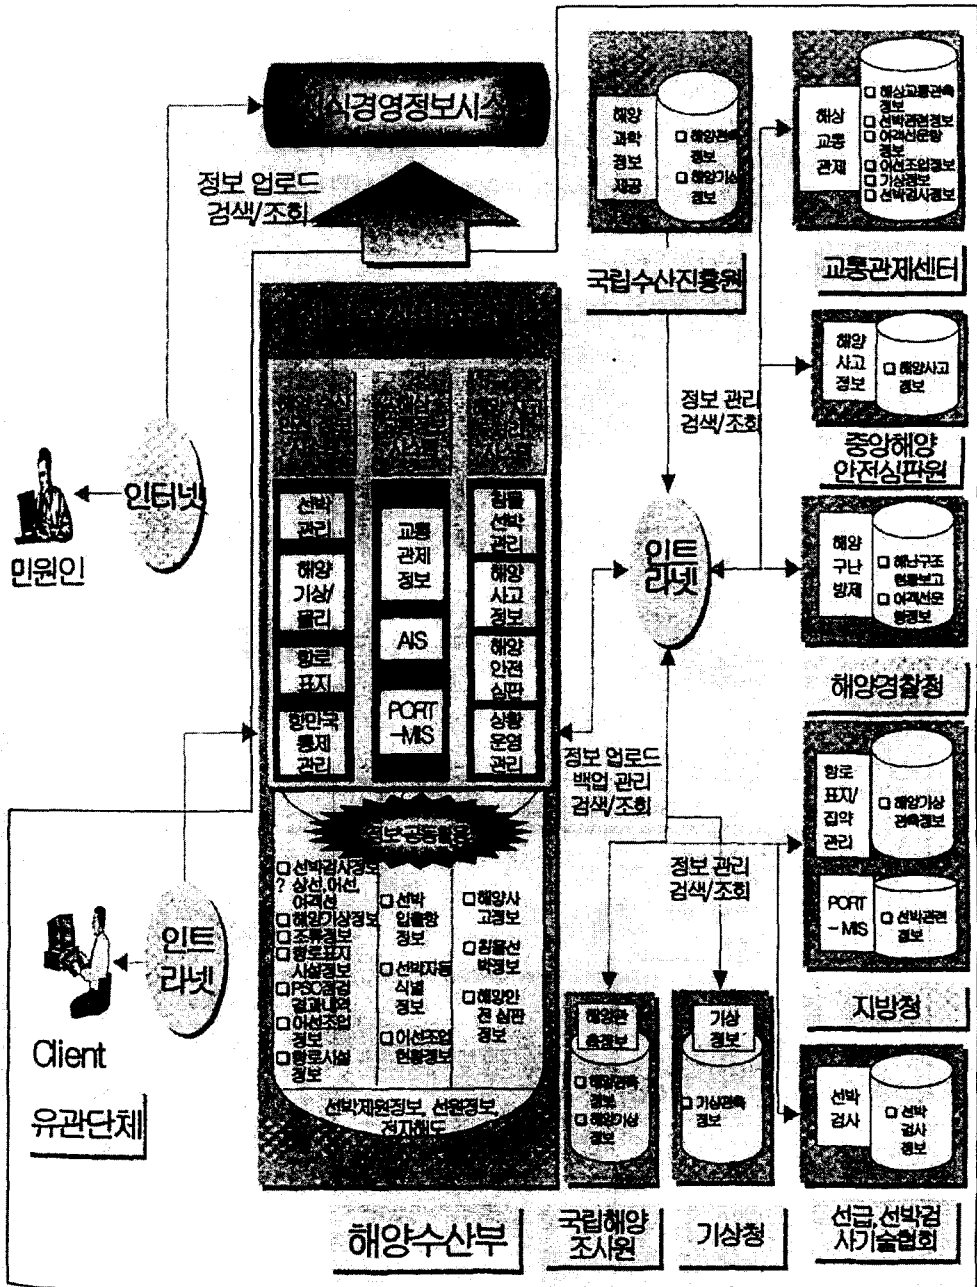 식경영정보시스
정보 업로드
검색/조회
해양
과학
정보
제공
해양관측
정보
해양기상
정보
국립수산진흥원
해상
교통
관제
해상교통관측
정보
선박관련정보
여객선운항
정보
어선조업정보
기상정보
선박검사정보
교통관제센터
해양
사고
정보
해양사고
정보
중앙해양
안전심판원
정보 관리
검색/조회
해양
구난
방제
해난구조
현황보고
여객선운
항정보
해양경찰청
인트
라넷
민원인
인터넷
선박
관리
해양
기상/
물리
항로
표지
항만국
통제
관리
교통
관제
정보
AIS
PORT
-MIS
위험물
선박
관리
해양
사고
정보
해양
안전
심판
상황
운영
관리
정보 업로드
백업 관리
검색/조회
항로
표지/
집약
관리
해양기상
관측정보
PORT
- MIS
선박관련
정보
지방청
정보 관리
검색/조회
정보공동활용
선박검사정보
? 상선,어선,
여객선
해양기상정보
조류정보
항로표지
시설정보
PSC점검
결과내역
어선조업
정보
항로시설
정보
선박
입출항
정보
선박자동
식별
정보
어선조업
현황정보
해양사
고정보
위험물선
박정보
해양안
전 심판
정보
선박제원정보, 선원정보,
전자해도
인트
라넷
Client
유관단체
해양수산부
해양관
측정보
해양관측
정보
해양기상
정보
국립해양
조사원
기상
정보
기상관측
정보
기상청
선박
검사
선박
검사
정보
선급,선박검
사기술협회